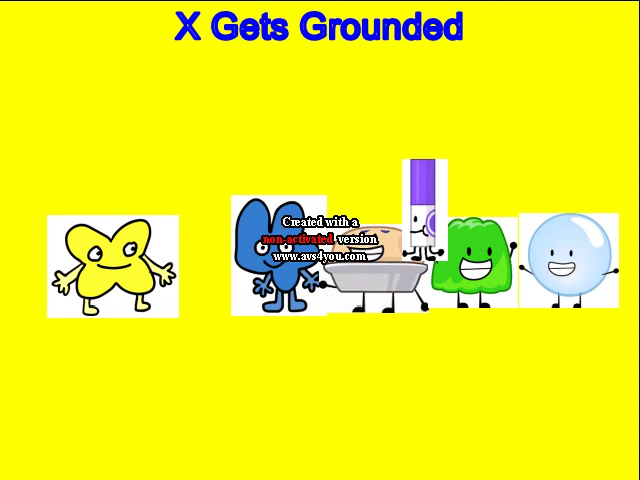 X Gets Grounded
Created with a
non-activated version
www.avs4you.com